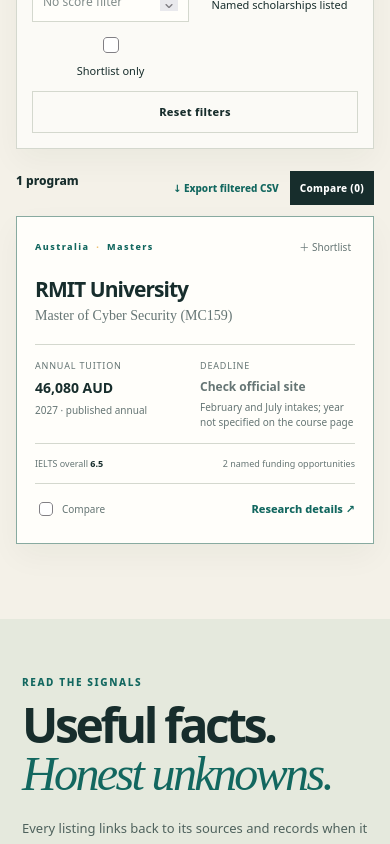 No score filter
Named scholarships listed
Shortlist only
Reset filters
1 program
↓ Export filtered CSV
Compare (0)
Australia · Masters
+ Shortlist
RMIT University
Master of Cyber Security (MC159)
ANNUAL TUITION
46,080 AUD
2027 · published annual
DEADLINE
Check official site
February and July intakes; year
not specified on the course page
IELTS overall 6.5
2 named funding opportunities
Compare
Research details ↗
READ THE SIGNALS
Useful facts.
Honest unknowns.
Every listing links back to its sources and records when it